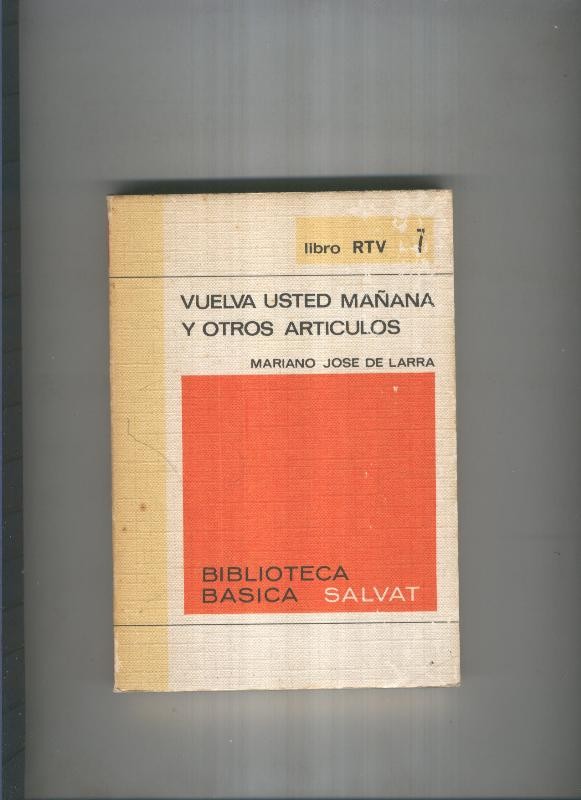 libro RTV 7
VUELVA USTED MAÑANA
Y OTROS ARTICULOS
MARIANO JOSE DE LARRA
BIBLIOTECA
BASICA SALVAT